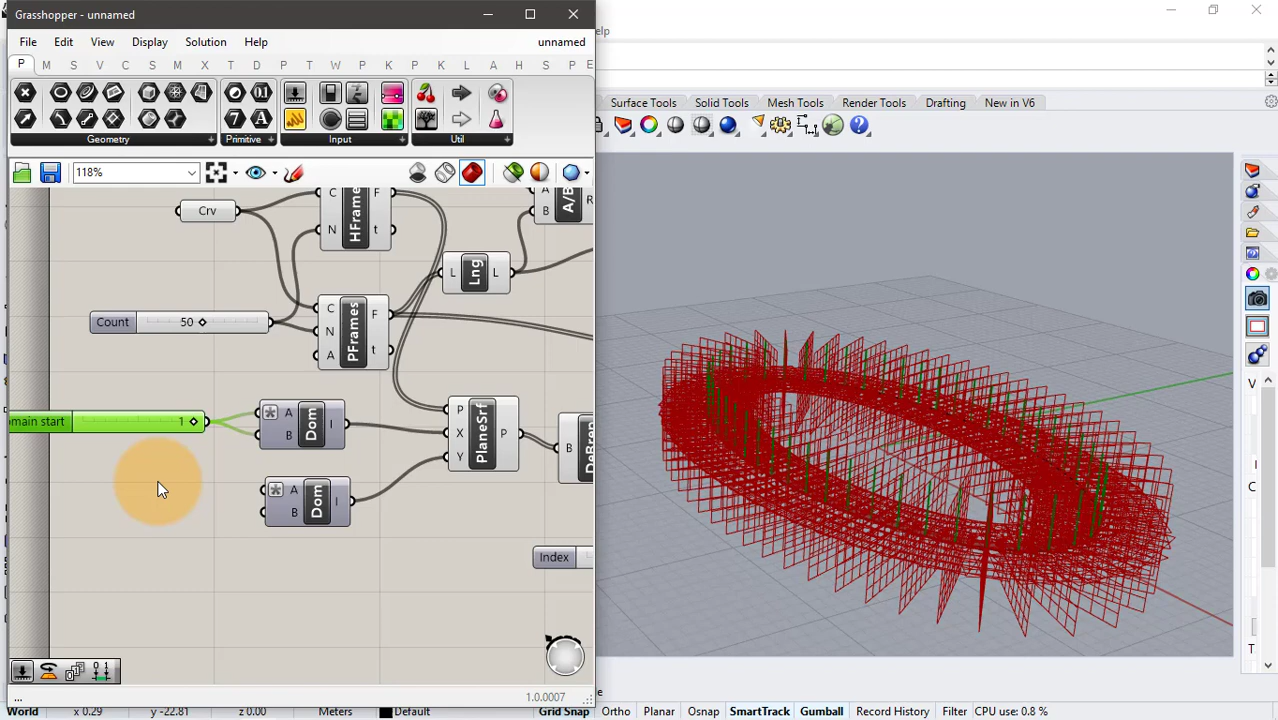 Grasshopper - unnamed
File Edit View Display Solution Help unnamed
elp
P M S V C S M X T D P T W K P L A H S P E
Geometry Primitive Input Util
118%
Surface Tools Solid Tools Mesh Tools Render Tools Drafting New in V6
Crv
C N HFrame F t
A B A/B R
L Lng L
Count 50
C N A PFrames F t
main start 1
A B Dom I
P X Y PlaneSrf P
B DeBrep
A B Dom I
Index
V
C
T
... 1.0.0007
World x 0.29 y -22.81 z 0.00 Meters Default Grid Snap Ortho Planar Osnap SmartTrack Gumball Record History Filter CPU use: 0.8 %